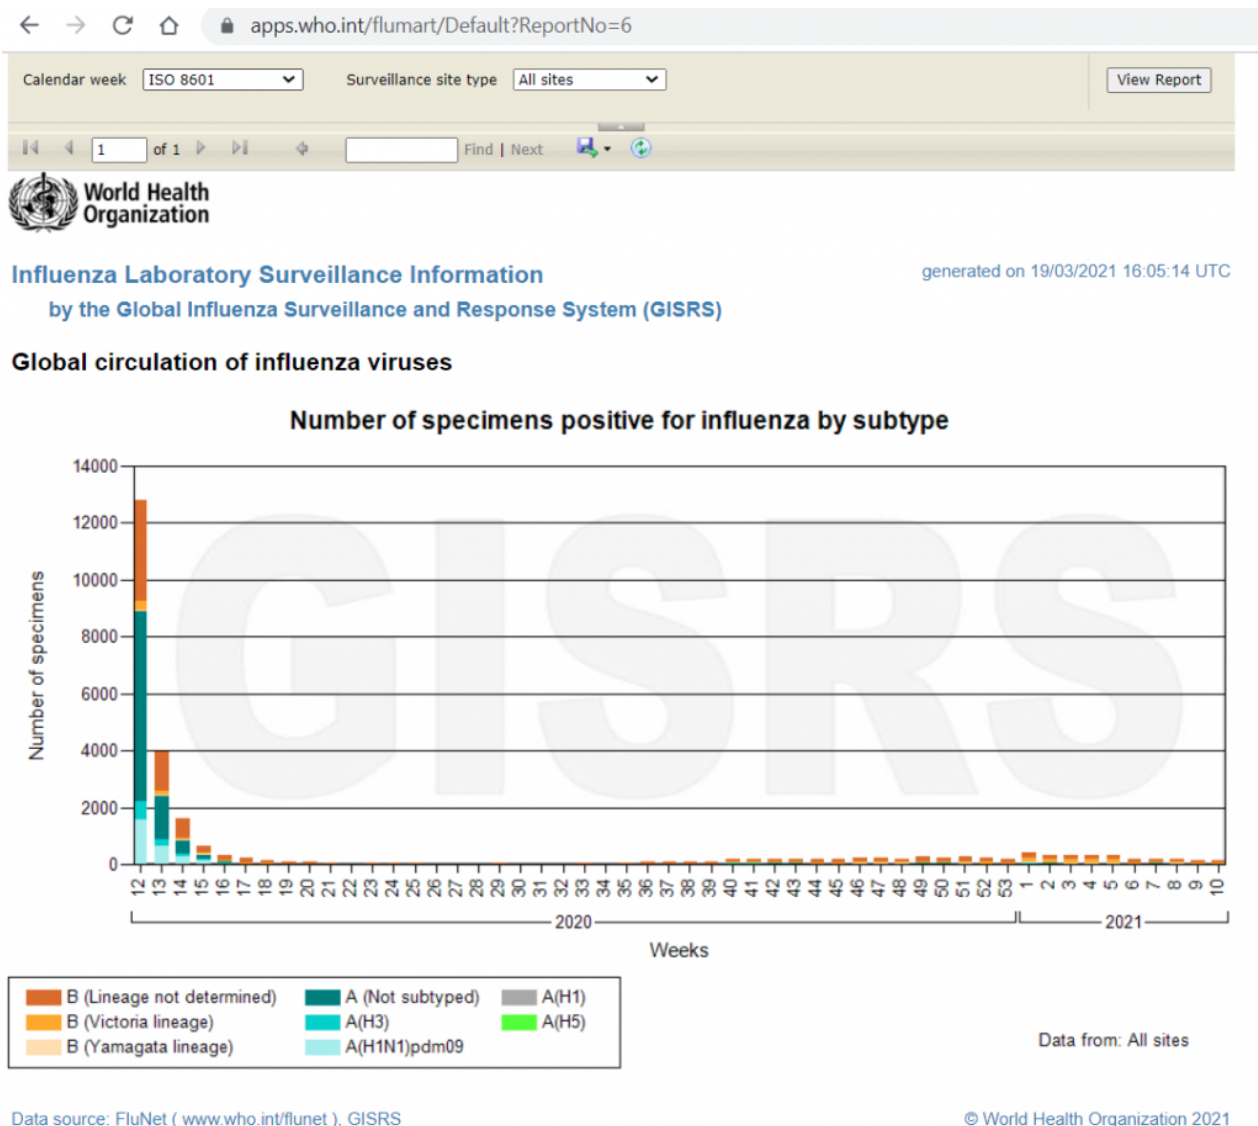 apps.who.int/flumart/Default?ReportNo=6
Calendar week ISO 8601 Surveillance site type All sites View Report
1 of 1 Find | Next
World Health
Organization
Influenza Laboratory Surveillance Information
generated on 19/03/2021 16:05:14 UTC
by the Global Influenza Surveillance and Response System (GISRS)
Global circulation of influenza viruses
Number of specimens positive for influenza by subtype
GISRS
Number of specimens
14000
12000
10000
8000
6000
4000
2000
0
12 13 14 15 16 17 18 19 20 21 22 23 24 25 26 27 28 29 30 31 32 33 34 35 36 37 38 39 40 41 42 43 44 45 46 47 48 49 50 51 52 53 1 2 3 4 5 6 7 8 9 10
2020 2021
Weeks
B (Lineage not determined) A (Not subtyped) A(H1)
B (Victoria lineage) A(H3) A(H5)
B (Yamagata lineage) A(H1N1)pdm09
Data from: All sites
Data source: FluNet ( www.who.int/flunet ), GISRS
© World Health Organization 2021